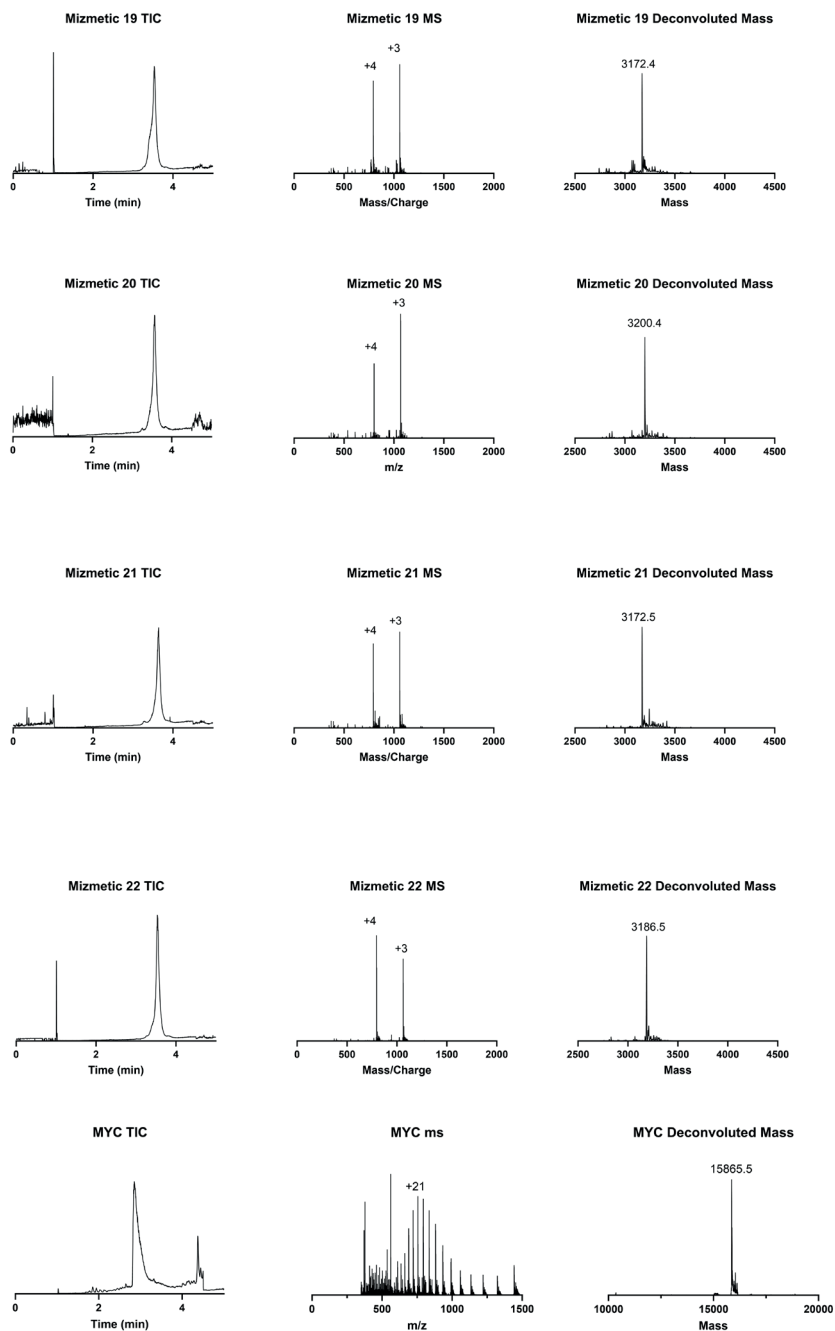 Mizmetic 19 TIC
Mizmetic 19 MS
Mizmetic 19 Deconvoluted Mass
+3
+4
3172.4
0 2 4
Time (min)
0 500 1000 1500 2000
Mass/Charge
2500 3000 3500 4000 4500
Mass
Mizmetic 20 TIC
Mizmetic 20 MS
Mizmetic 20 Deconvoluted Mass
+3
+4
3200.4
0 2 4
Time (min)
0 500 1000 1500 2000
m/z
2500 3000 3500 4000 4500
Mass
Mizmetic 21 TIC
Mizmetic 21 MS
Mizmetic 21 Deconvoluted Mass
+4
+3
3172.5
0 2 4
Time (min)
0 500 1000 1500 2000
Mass/Charge
2500 3000 3500 4000 4500
Mass
Mizmetic 22 TIC
Mizmetic 22 MS
Mizmetic 22 Deconvoluted Mass
+4
+3
3186.5
0 2 4
Time (min)
0 500 1000 1500 2000
Mass/Charge
2500 3000 3500 4000 4500
Mass
MYC TIC
MYC ms
MYC Deconvoluted Mass
+21
15865.5
0 2 4
Time (min)
0 500 1000 1500
m/z
10000 15000 20000
Mass